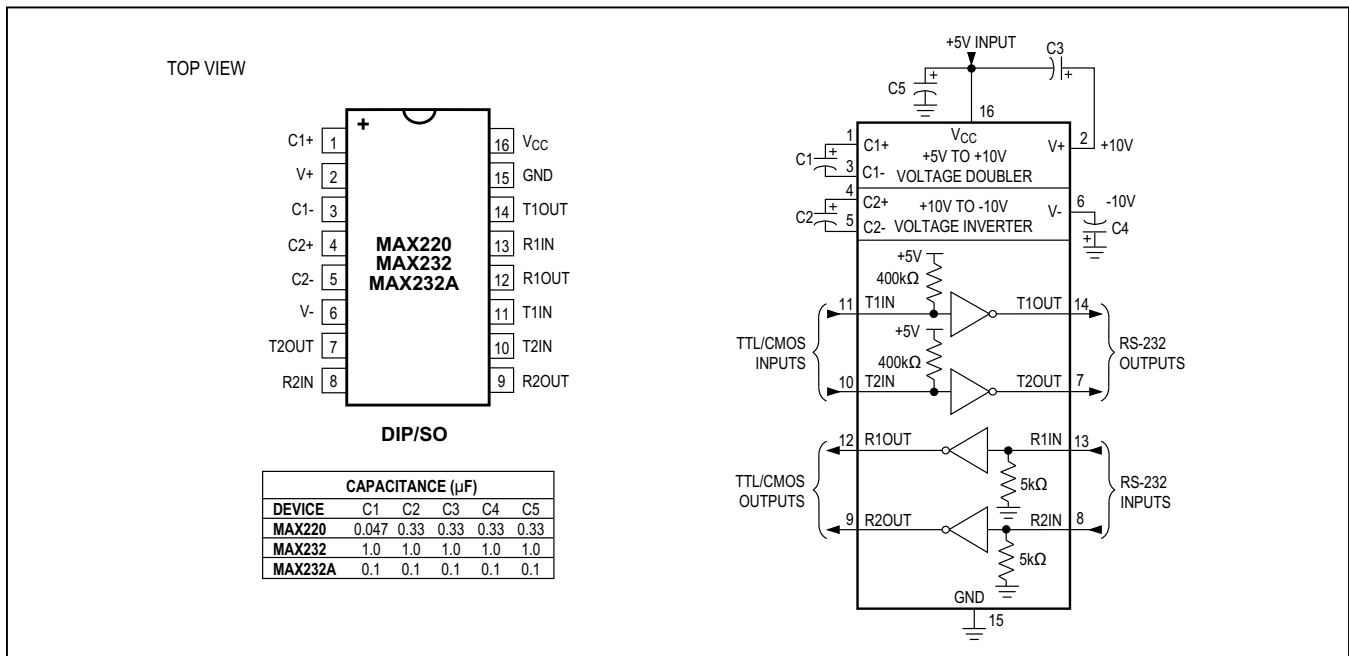 TOP VIEW
+
C1+ 1
V+ 2
C1- 3
C2+ 4
C2- 5
V- 6
T2OUT 7
R2IN 8
16 VCC
15 GND
14 T1OUT
13 R1IN
12 R1OUT
11 T1IN
10 T2IN
9 R2OUT
MAX220
MAX232
MAX232A
DIP/SO
CAPACITANCE (µF)
DEVICE C1 C2 C3 C4 C5
MAX220 0.047 0.33 0.33 0.33 0.33
MAX232 1.0 1.0 1.0 1.0 1.0
MAX232A 0.1 0.1 0.1 0.1 0.1
+5V INPUT
C3
+
C5
+
16
VCC
1 C1+
C1 +
3 C1-
+5V TO +10V
VOLTAGE DOUBLER
V+ 2 +10V
4 C2+
C2 +
5 C2-
+10V TO -10V
VOLTAGE INVERTER
V- 6 -10V
C4
+
+5V
400kΩ
11 T1IN
T1OUT 14
+5V
400kΩ
10 T2IN
T2OUT 7
TTL/CMOS
INPUTS
RS-232
OUTPUTS
12 R1OUT
R1IN 13
5kΩ
9 R2OUT
R2IN 8
5kΩ
TTL/CMOS
OUTPUTS
RS-232
INPUTS
GND
15